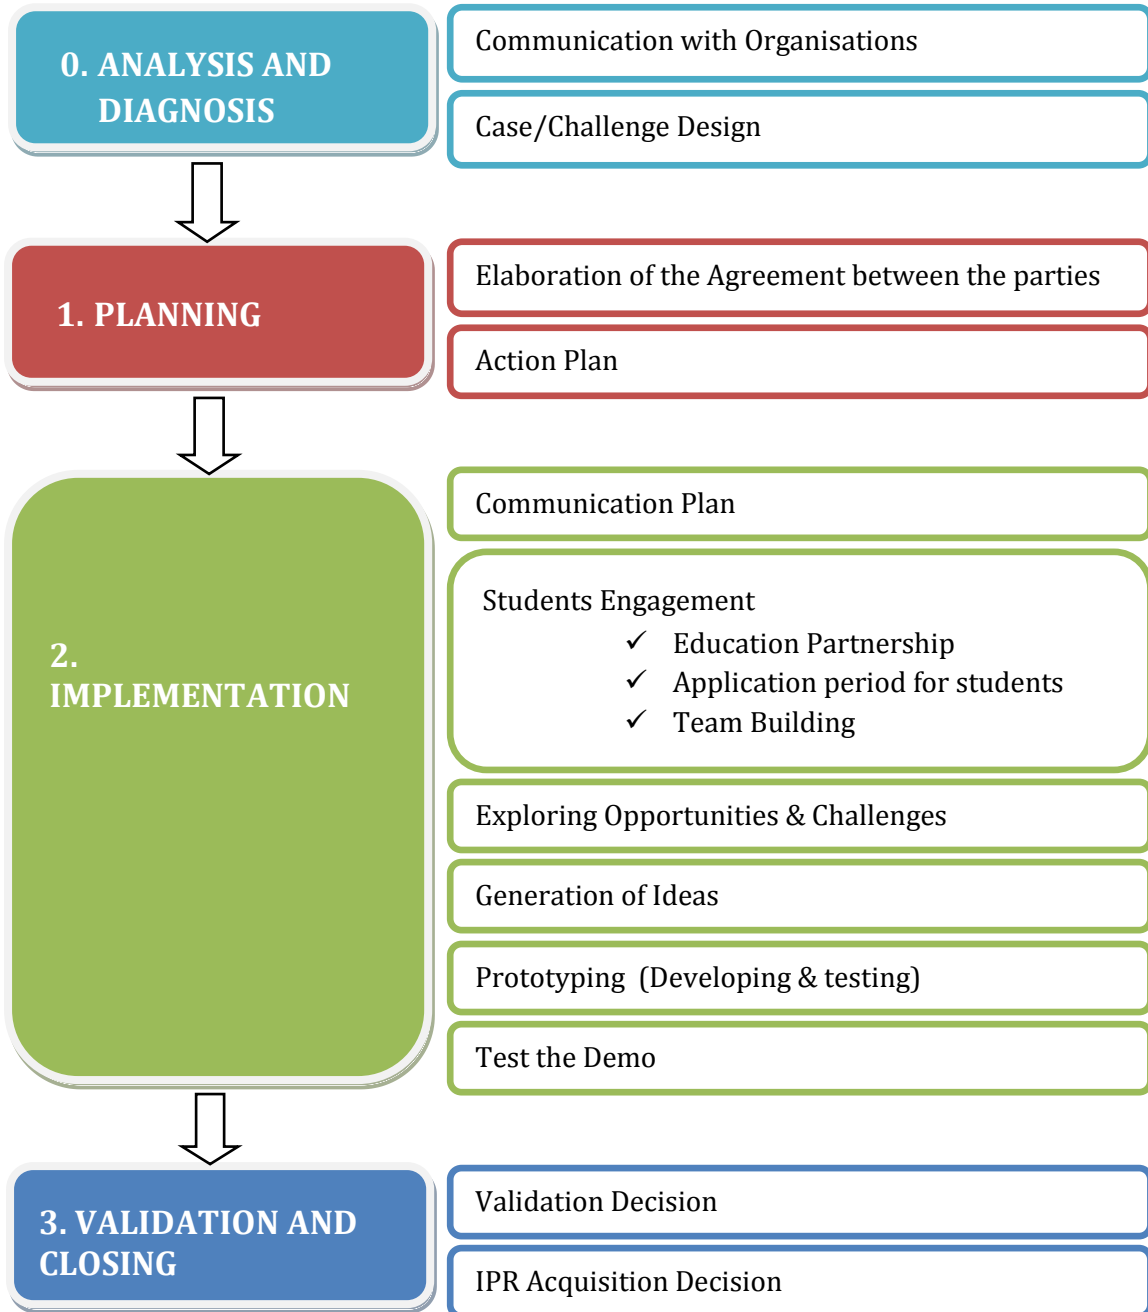 0. ANALYSIS AND
DIAGNOSIS
Communication with Organisations
Case/Challenge Design
1. PLANNING
Elaboration of the Agreement between the parties
Action Plan
2.
IMPLEMENTATION
Communication Plan
Students Engagement
✓ Education Partnership
✓ Application period for students
✓ Team Building
Exploring Opportunities & Challenges
Generation of Ideas
Prototyping  (Developing & testing)
Test the Demo
3. VALIDATION AND
CLOSING
Validation Decision
IPR Acquisition Decision